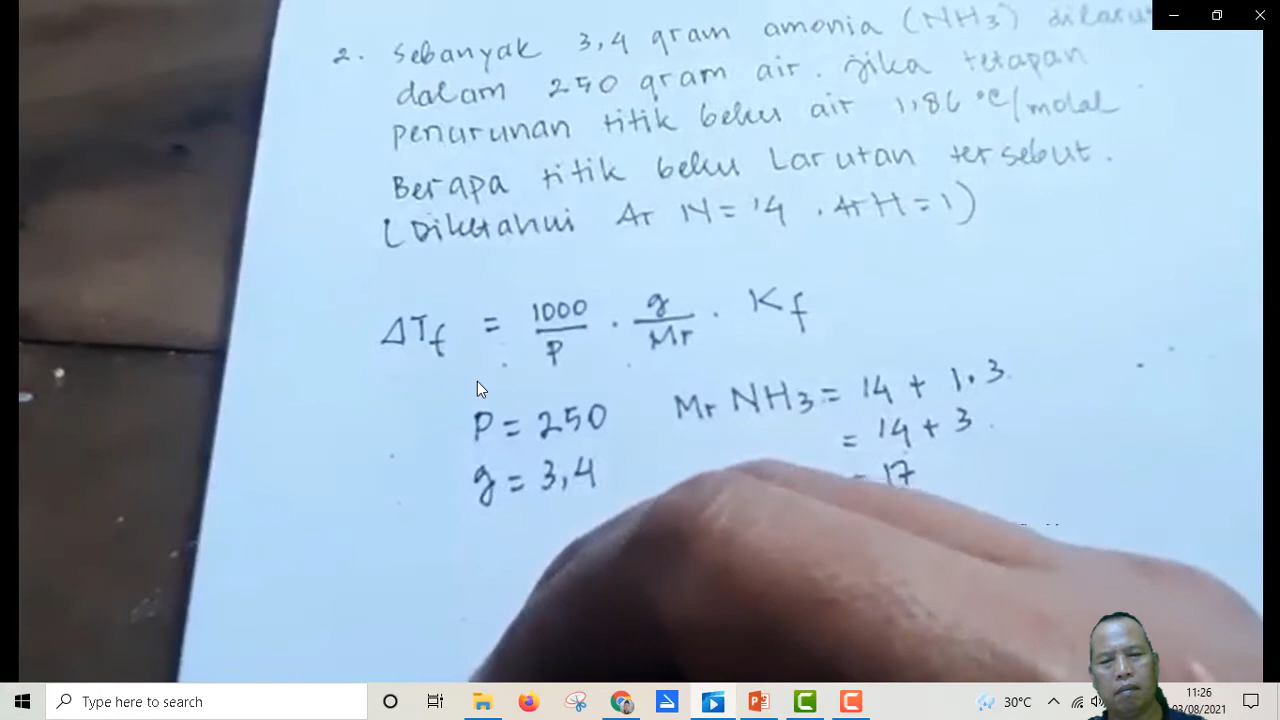 2. Sebanyak 3,4 gram amonia (NH3)
dalam 250 gram air. Jika tetapan
penurunan titik beku air 1,86 °C/molal
Berapa titik beku Larutan tersebut.
(Diketahui Ar N = 14 . Ar H = 1)
ΔTf = 1000/P . g/Mr . Kf
P = 250
g = 3,4
Mr NH3 = 14 + 1.3
= 14 + 3
= 17
Type here to search
30°C
11:26
03/08/2021